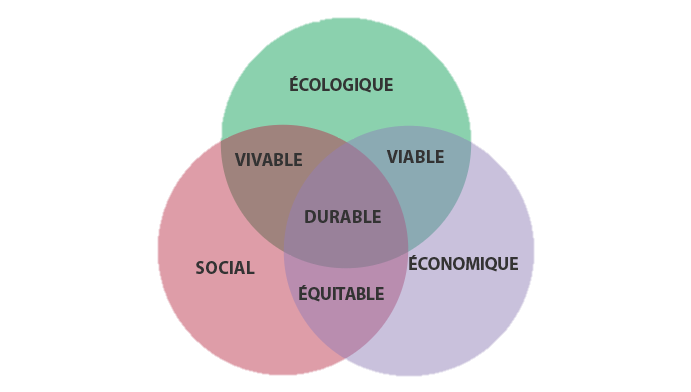 ÉCOLOGIQUE
VIVABLE
VIABLE
DURABLE
SOCIAL
ÉCONOMIQUE
ÉQUITABLE